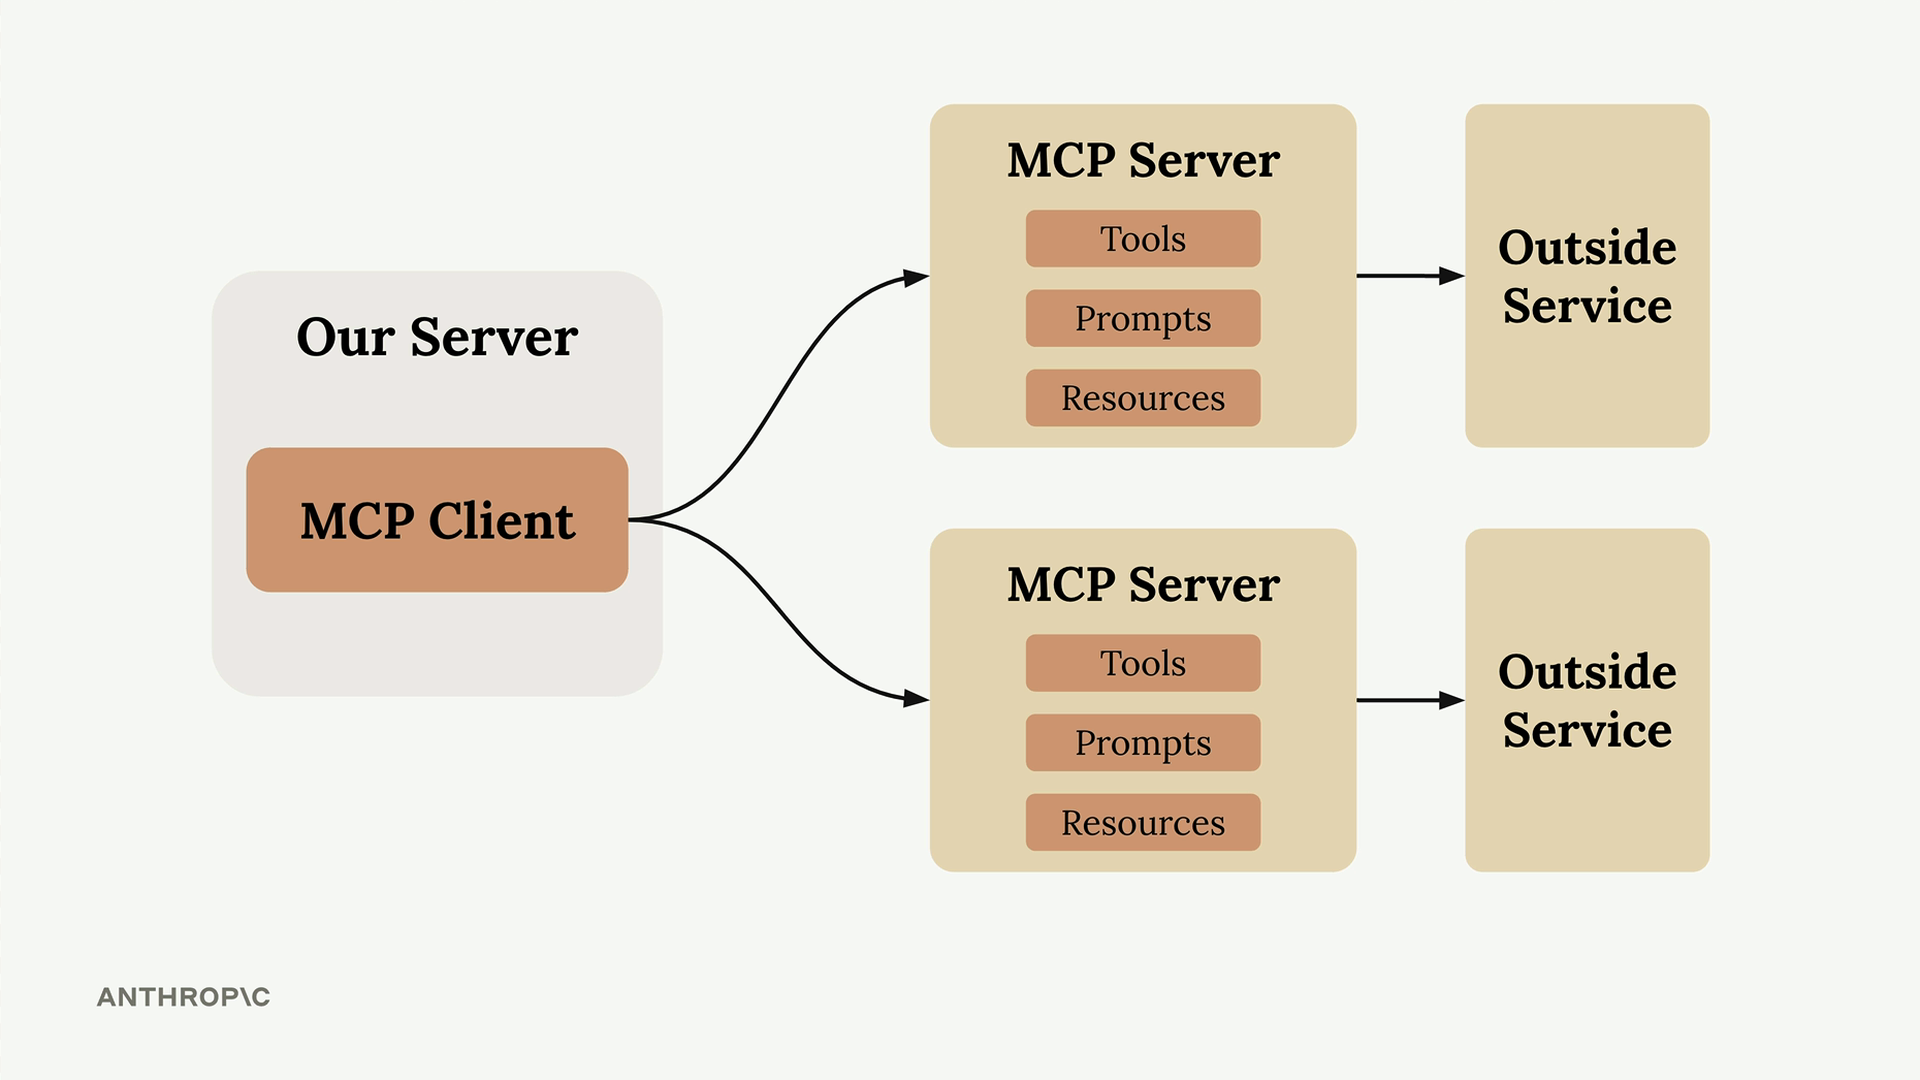 Our Server
MCP Client
MCP Server
Tools
Prompts
Resources
Outside
Service
MCP Server
Tools
Prompts
Resources
Outside
Service
ANTHROP\C